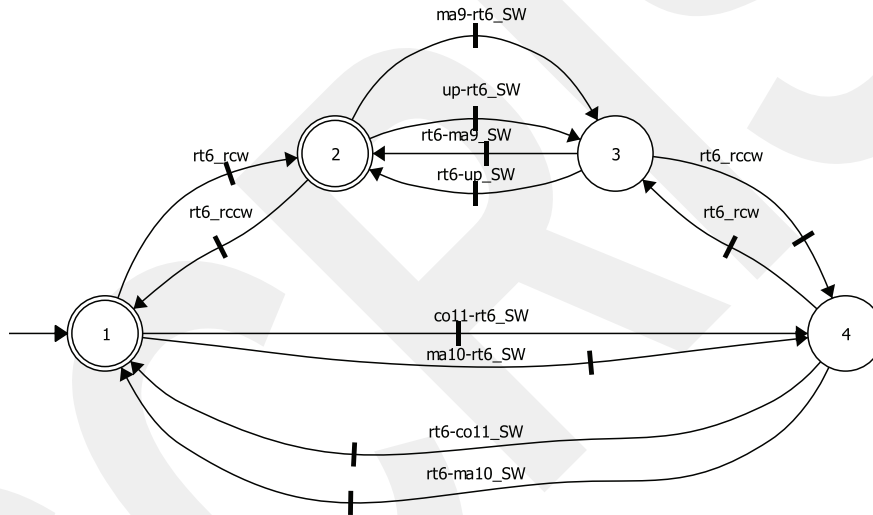 ma9-rt6_SW
up-rt6_SW
rt6-ma9_SW
rt6-up_SW
rt6_rcw
rt6_rccw
2
3
rt6_rccw
rt6_rcw
1
4
co11-rt6_SW
ma10-rt6_SW
rt6-co11_SW
rt6-ma10_SW